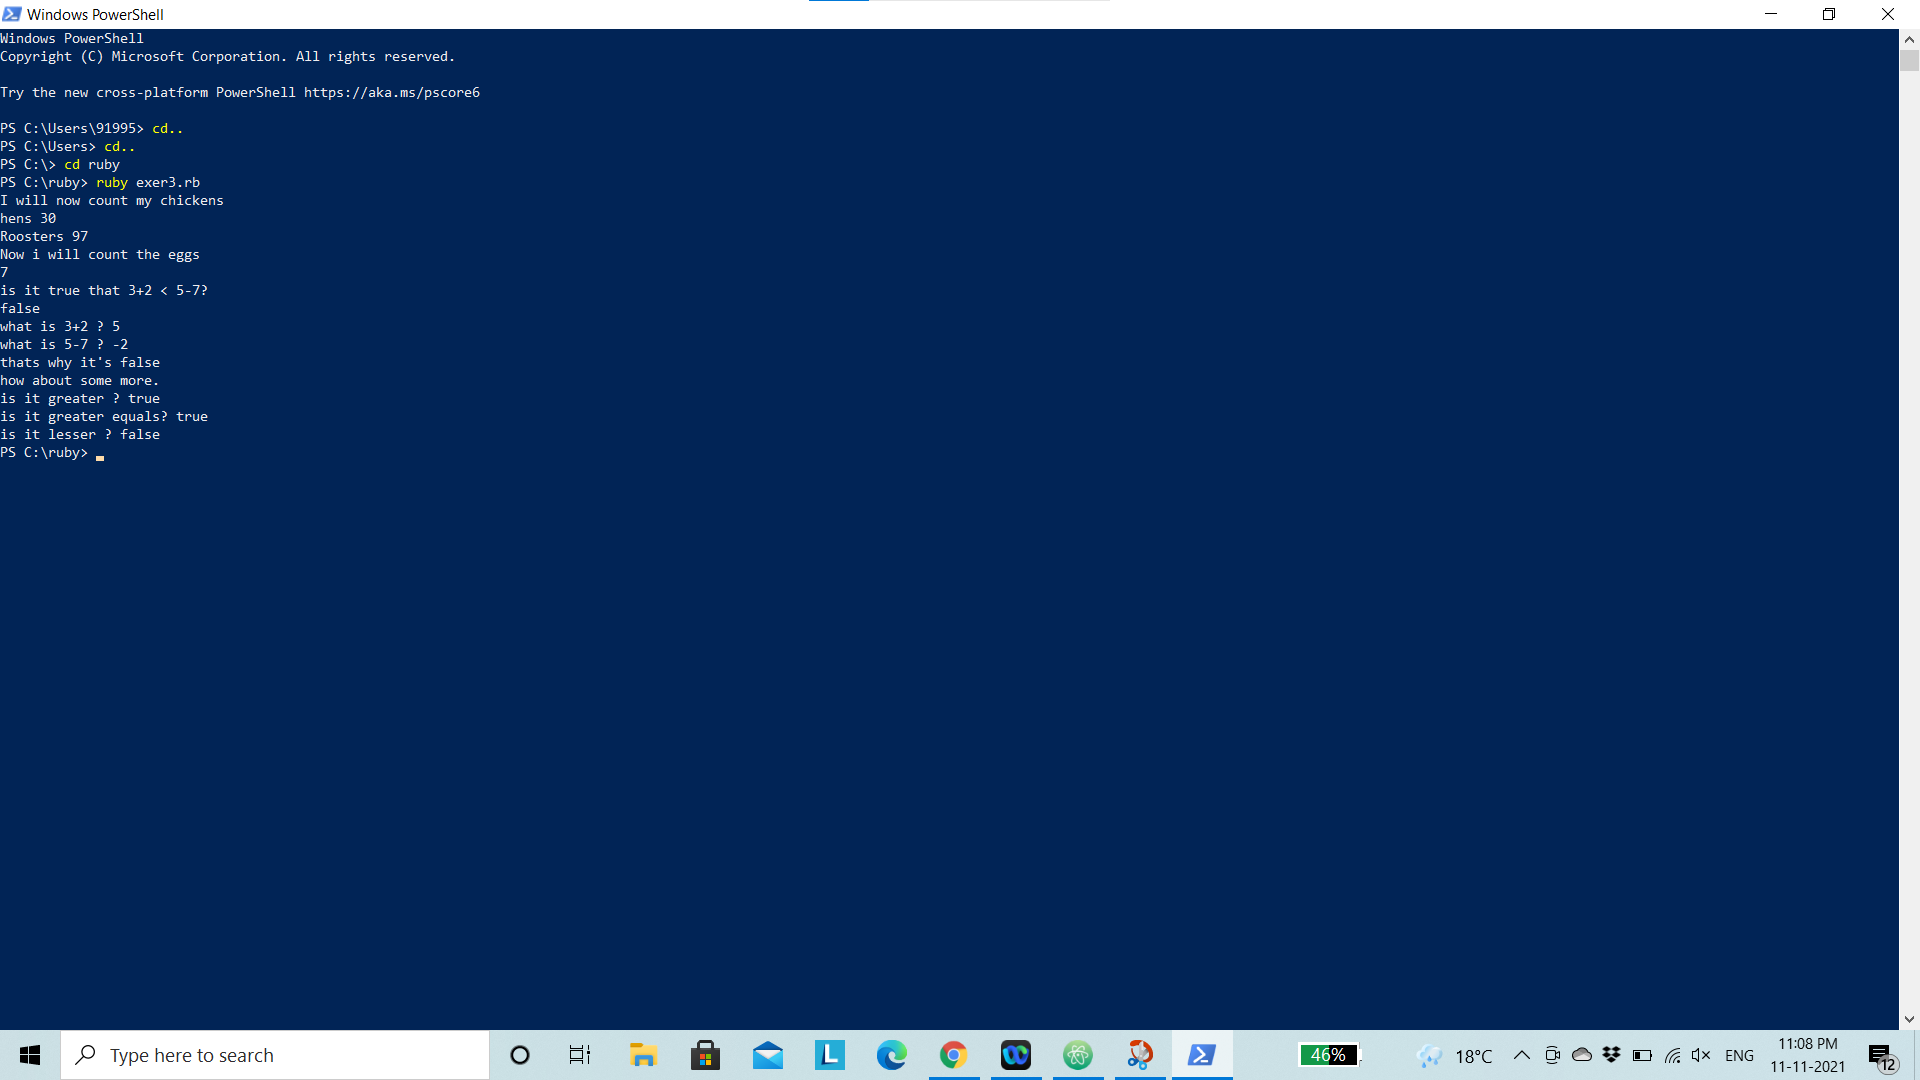 Windows PowerShell
Windows PowerShell
Copyright (C) Microsoft Corporation. All rights reserved.
Try the new cross-platform PowerShell https://aka.ms/pscore6
PS C:\Users\91995> cd..
PS C:\Users> cd..
PS C:\> cd ruby
PS C:\ruby> ruby exer3.rb
I will now count my chickens
hens 30
Roosters 97
Now i will count the eggs
7
is it true that 3+2 < 5-7?
false
what is 3+2 ? 5
what is 5-7 ? -2
thats why it's false
how about some more.
is it greater ? true
is it greater equals? true
is it lesser ? false
PS C:\ruby>
Type here to search
L
46%
18°C
ENG
11:08 PM
11-11-2021
12